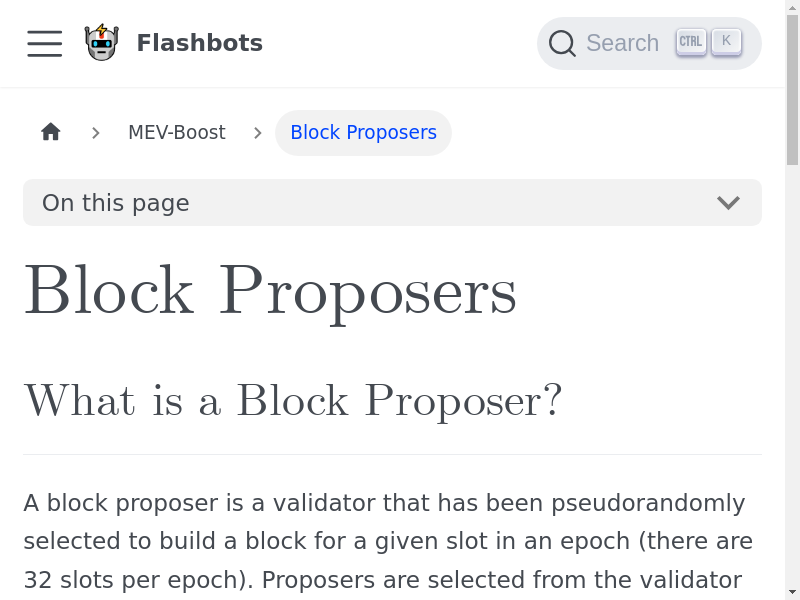 Flashbots
Search CTRL K
MEV-Boost Block Proposers
On this page
Block Proposers
What is a Block Proposer?
A block proposer is a validator that has been pseudorandomly
selected to build a block for a given slot in an epoch (there are
32 slots per epoch). Proposers are selected from the validator